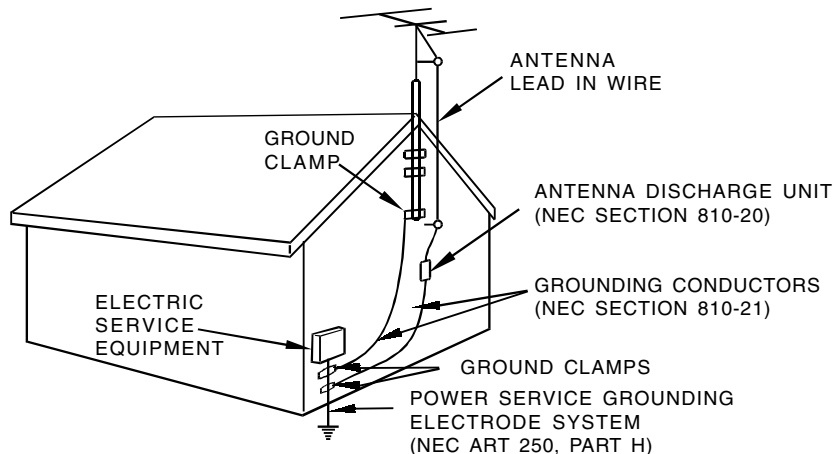 ANTENNA
LEAD IN WIRE
GROUND
CLAMP
ANTENNA DISCHARGE UNIT
(NEC SECTION 810-20)
GROUNDING CONDUCTORS
(NEC SECTION 810-21)
ELECTRIC
SERVICE
EQUIPMENT
GROUND CLAMPS
POWER SERVICE GROUNDING
ELECTRODE SYSTEM
(NEC ART 250, PART H)